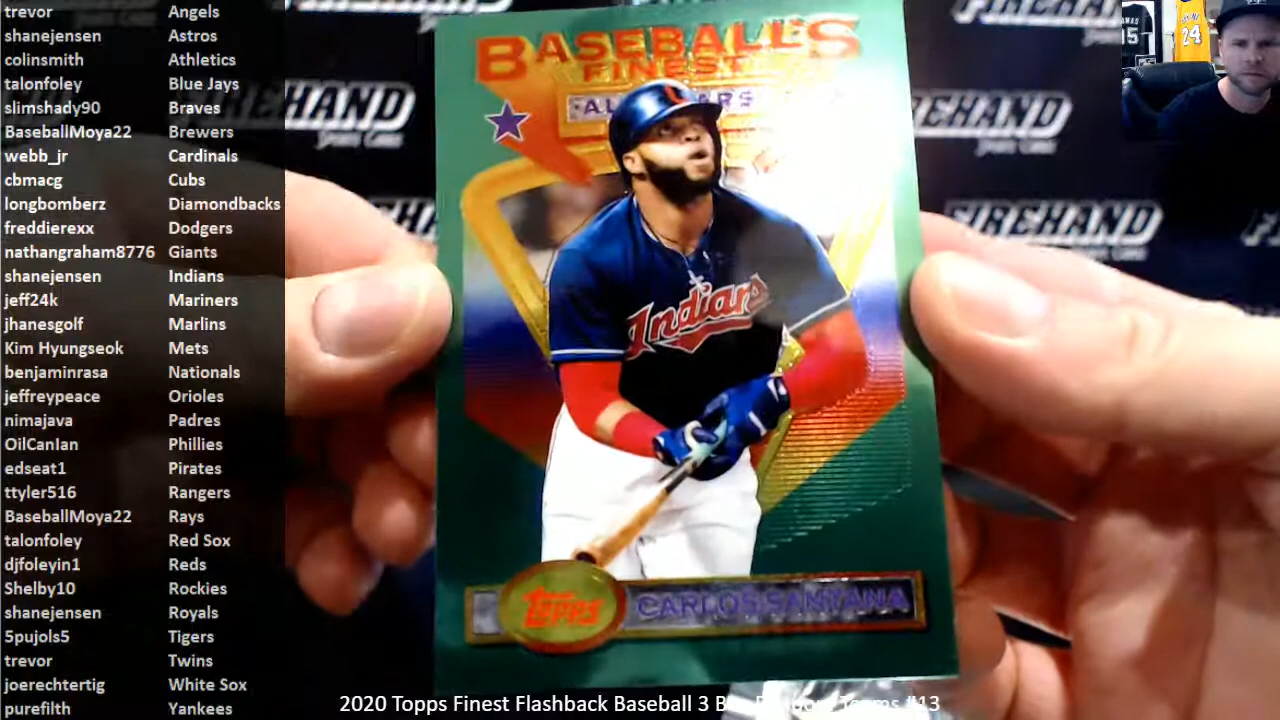 trevor Angels
shanejensen Astros
colinsmith Athletics
talonfoley Blue Jays
slimshady90 Braves
BaseballMoya22 Brewers
webb_jr Cardinals
cbmacg Cubs
longbomberz Diamondbacks
freddierexx Dodgers
nathangraham8776 Giants
shanejensen Indians
jeff24k Mariners
jhanesgolf Marlins
Kim Hyungseok Mets
benjaminrasa Nationals
jeffreypeace Orioles
nimajava Padres
OilCanIan Phillies
edseat1 Pirates
ttyler516 Rangers
BaseballMoya22 Rays
talonfoley Red Sox
djfoleyin1 Reds
Shelby10 Rockies
shanejensen Royals
5pujols5 Tigers
trevor Twins
joerechtertig White Sox
purefilth Yankees
BASEBALL'S
FINEST
Indians
TOPPS
CARLOS SANTANA
FIREHAND
FIREHAND
FIREHAND
24
2020 Topps Finest Flashback Baseball 3 Teams #13